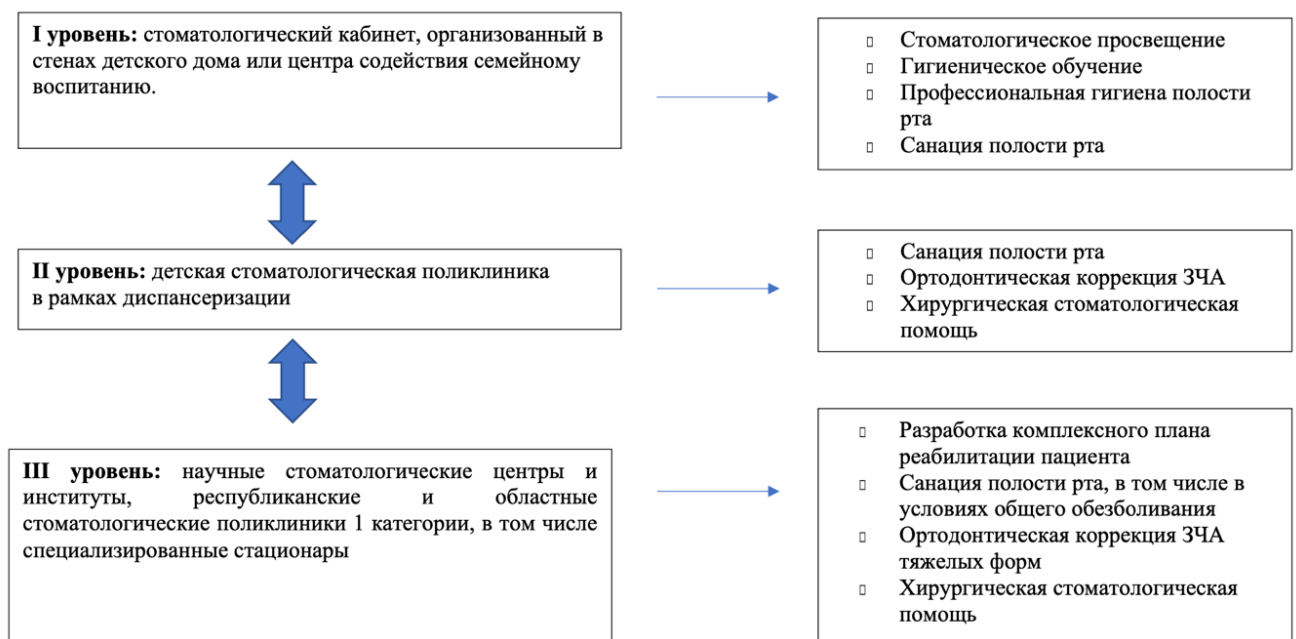 I уровень: стоматологический кабинет, организованный в
стенах детского дома или центра содействия семейному
воспитанию.
Стоматологическое просвещение
Гигиеническое обучение
Профессиональная гигиена полости
рта
Санация полости рта
II уровень: детская стоматологическая поликлиника
в рамках диспансеризации
Санация полости рта
Ортодонтическая коррекция ЗЧА
Хирургическая стоматологическая
помощь
III уровень: научные стоматологические центры и
институты, республиканские и областные
стоматологические поликлиники 1 категории, в том числе
специализированные стационары
Разработка комплексного плана
реабилитации пациента
Санация полости рта, в том числе в
условиях общего обезболивания
Ортодонтическая коррекция ЗЧА
тяжелых форм
Хирургическая стоматологическая
помощь